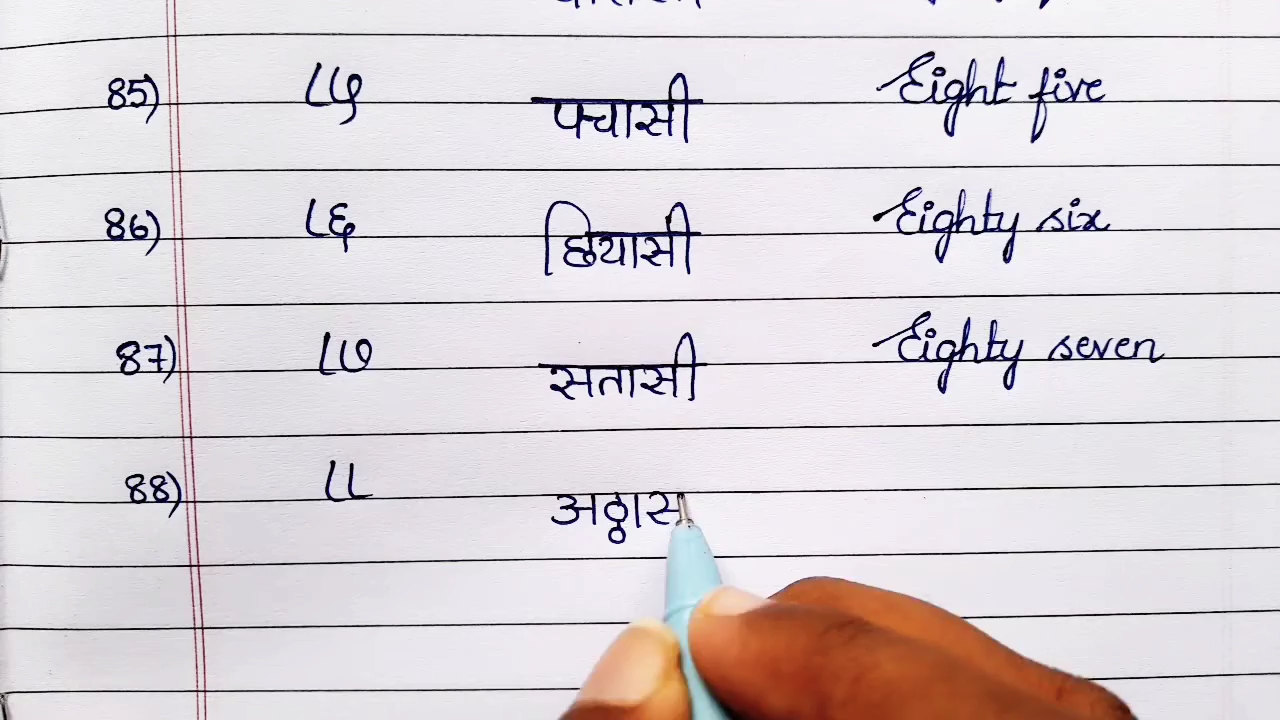 85) ८५ पचासी Eight five
86) ८६ छियासी Eighty six
87) ८७ सतासी Eighty seven
88) ८८ अठ्ठास